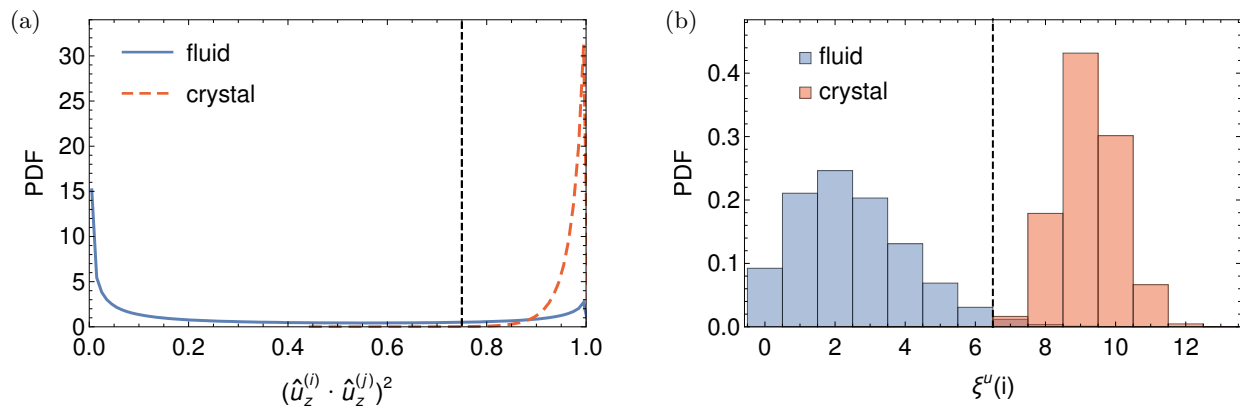 (a)
fluid
crystal
PDF
30
25
20
15
10
5
0
0.0 0.2 0.4 0.6 0.8 1.0
(û_z^(i) · û_z^(j))²
(b)
fluid
crystal
PDF
0.4
0.3
0.2
0.1
0.0
0 2 4 6 8 10 12
ξ^u(i)